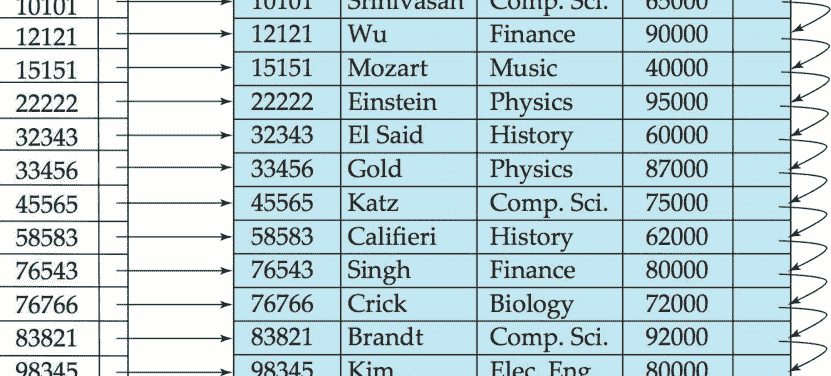 10101 10101 Srinivasan Comp. Sci. 65000
12121 12121 Wu Finance 90000
15151 15151 Mozart Music 40000
22222 22222 Einstein Physics 95000
32343 32343 El Said History 60000
33456 33456 Gold Physics 87000
45565 45565 Katz Comp. Sci. 75000
58583 58583 Califieri History 62000
76543 76543 Singh Finance 80000
76766 76766 Crick Biology 72000
83821 83821 Brandt Comp. Sci. 92000
98345 98345 Kim Elec. Eng. 80000